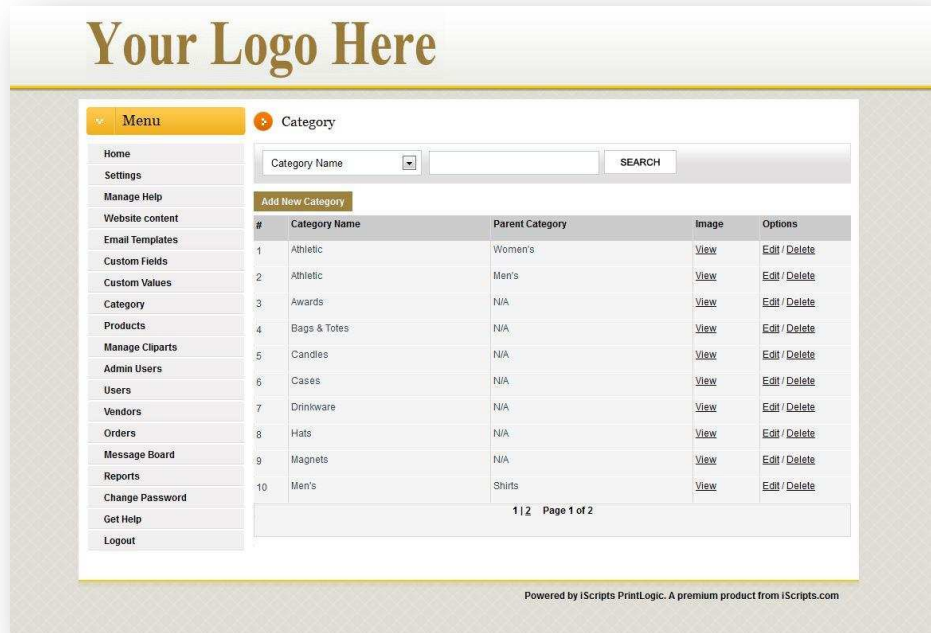 Your Logo Here
Menu
Home
Settings
Manage Help
Website content
Email Templates
Custom Fields
Custom Values
Category
Products
Manage Cliparts
Admin Users
Users
Vendors
Orders
Message Board
Reports
Change Password
Get Help
Logout
Category
Category Name SEARCH
Add New Category
# Category Name Parent Category Image Options
1 Athletic Women's View Edit / Delete
2 Athletic Men's View Edit / Delete
3 Awards N/A View Edit / Delete
4 Bags & Totes N/A View Edit / Delete
5 Candles N/A View Edit / Delete
6 Cases N/A View Edit / Delete
7 Drinkware N/A View Edit / Delete
8 Hats N/A View Edit / Delete
9 Magnets N/A View Edit / Delete
10 Men's Shirts View Edit / Delete
1 | 2 Page 1 of 2
Powered by iScripts PrintLogic. A premium product from iScripts.com